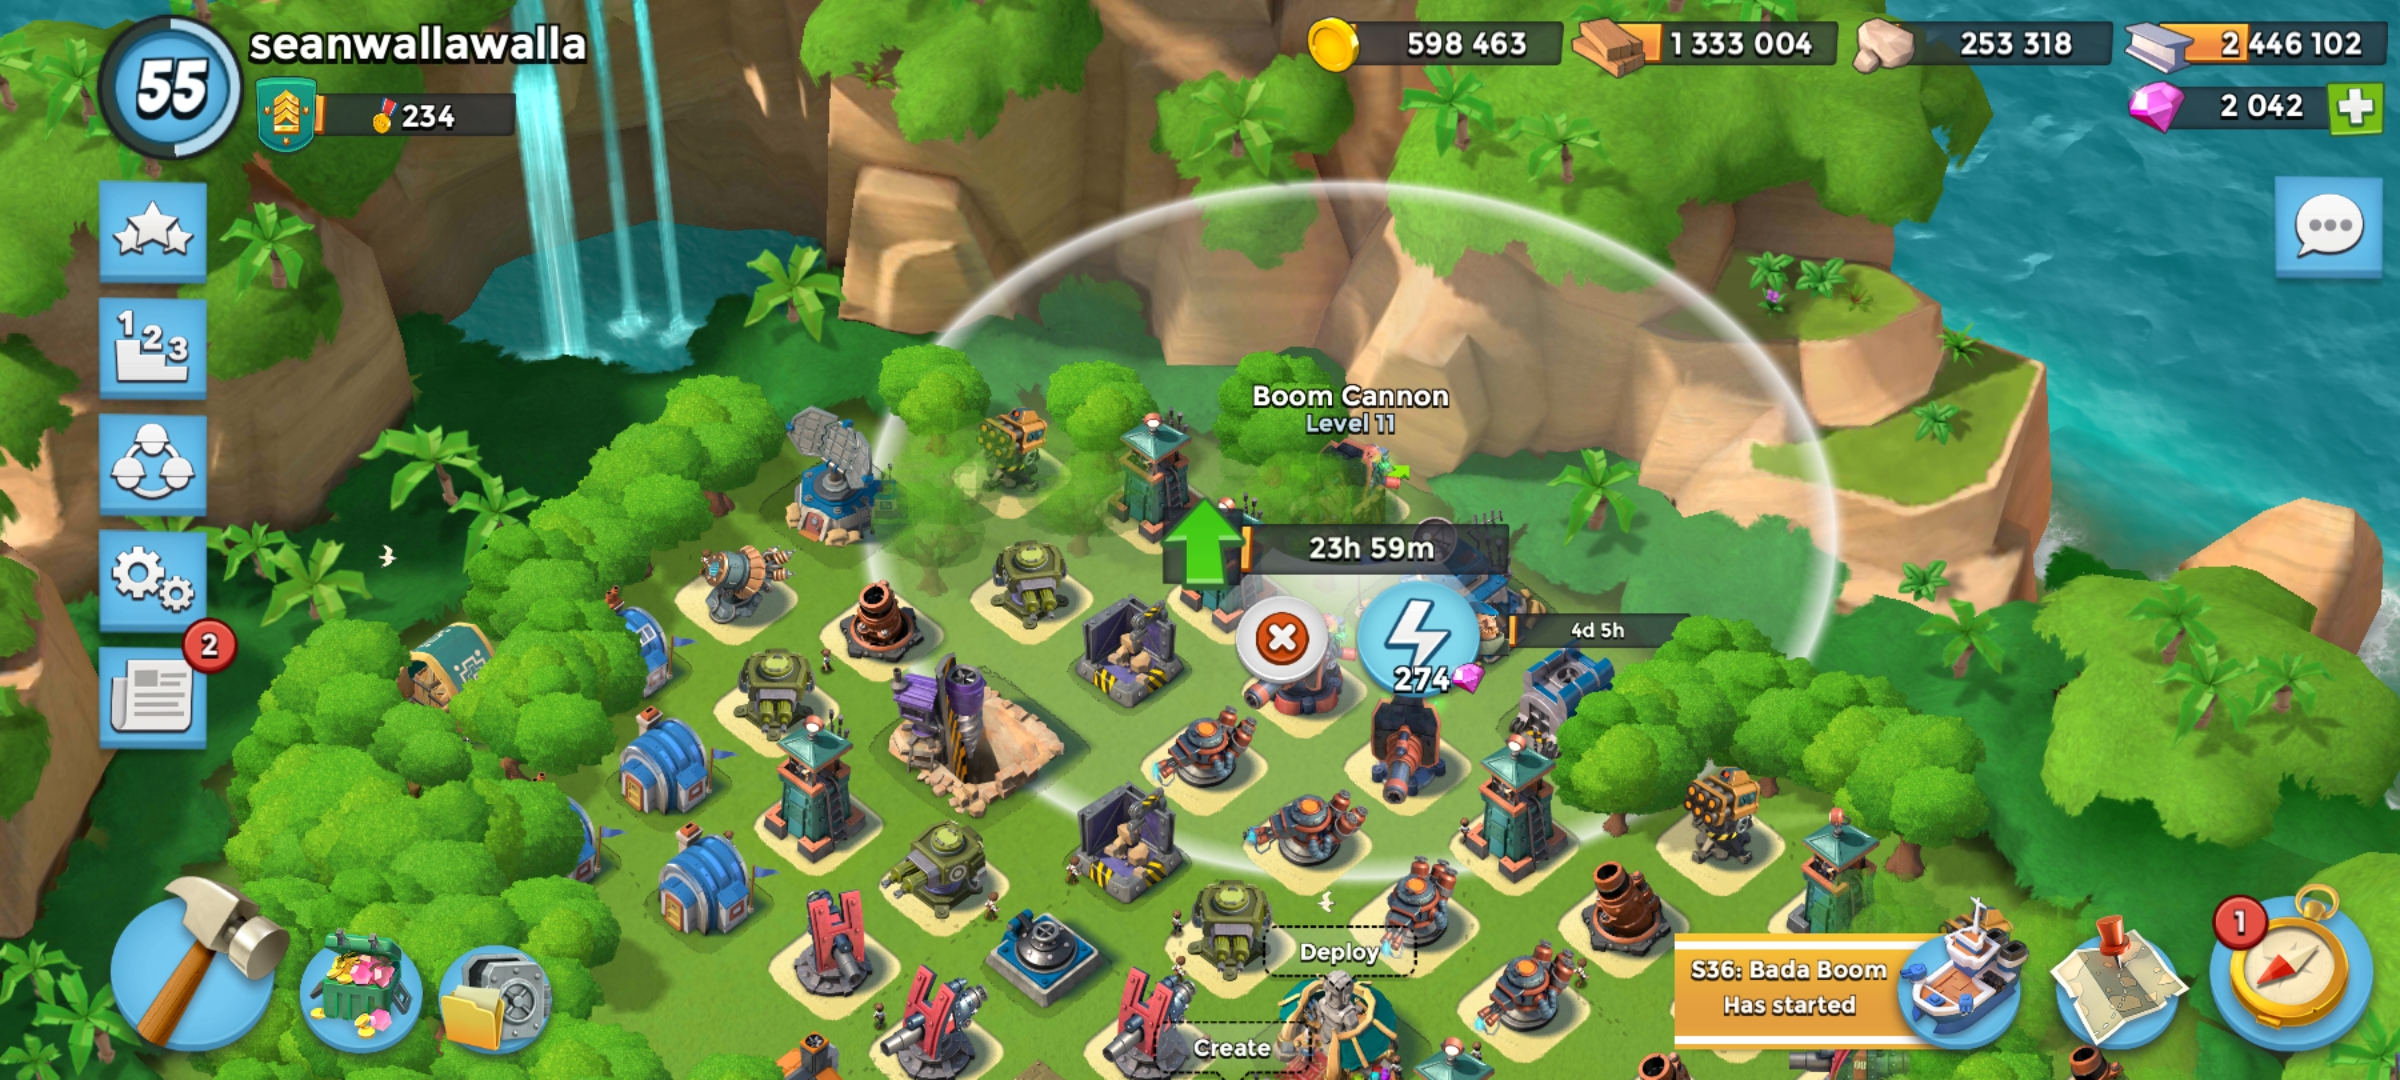 55
seanwallawalla
234
598 463
1 333 004
253 318
2 446 102
2 042
123
2
Boom Cannon
Level 11
23h 59m
274
4d 5h
Deploy
Create
S36: Bada Boom
Has started
1